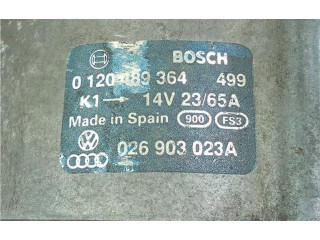 BOSCH
0 120 489 364 499
K1→ 14V 23/65A
Made in Spain 900 FS3
026 903 023A